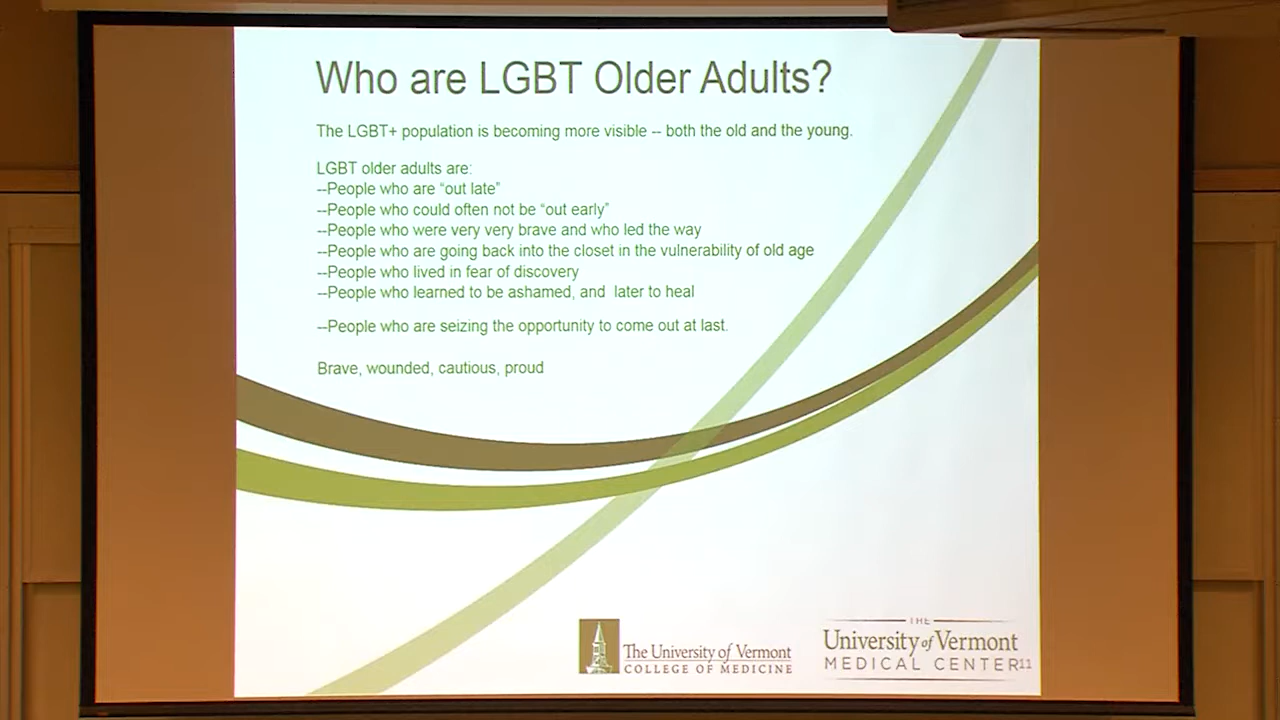 Who are LGBT Older Adults?
The LGBT+ population is becoming more visible -- both the old and the young.
LGBT older adults are:
--People who are “out late”
--People who could often not be “out early”
--People who were very very brave and who led the way
--People who are going back into the closet in the vulnerability of old age
--People who lived in fear of discovery
--People who learned to be ashamed, and  later to heal
--People who are seizing the opportunity to come out at last.
Brave, wounded, cautious, proud
The University of Vermont
COLLEGE OF MEDICINE
THE
University of Vermont
MEDICAL CENTER
11